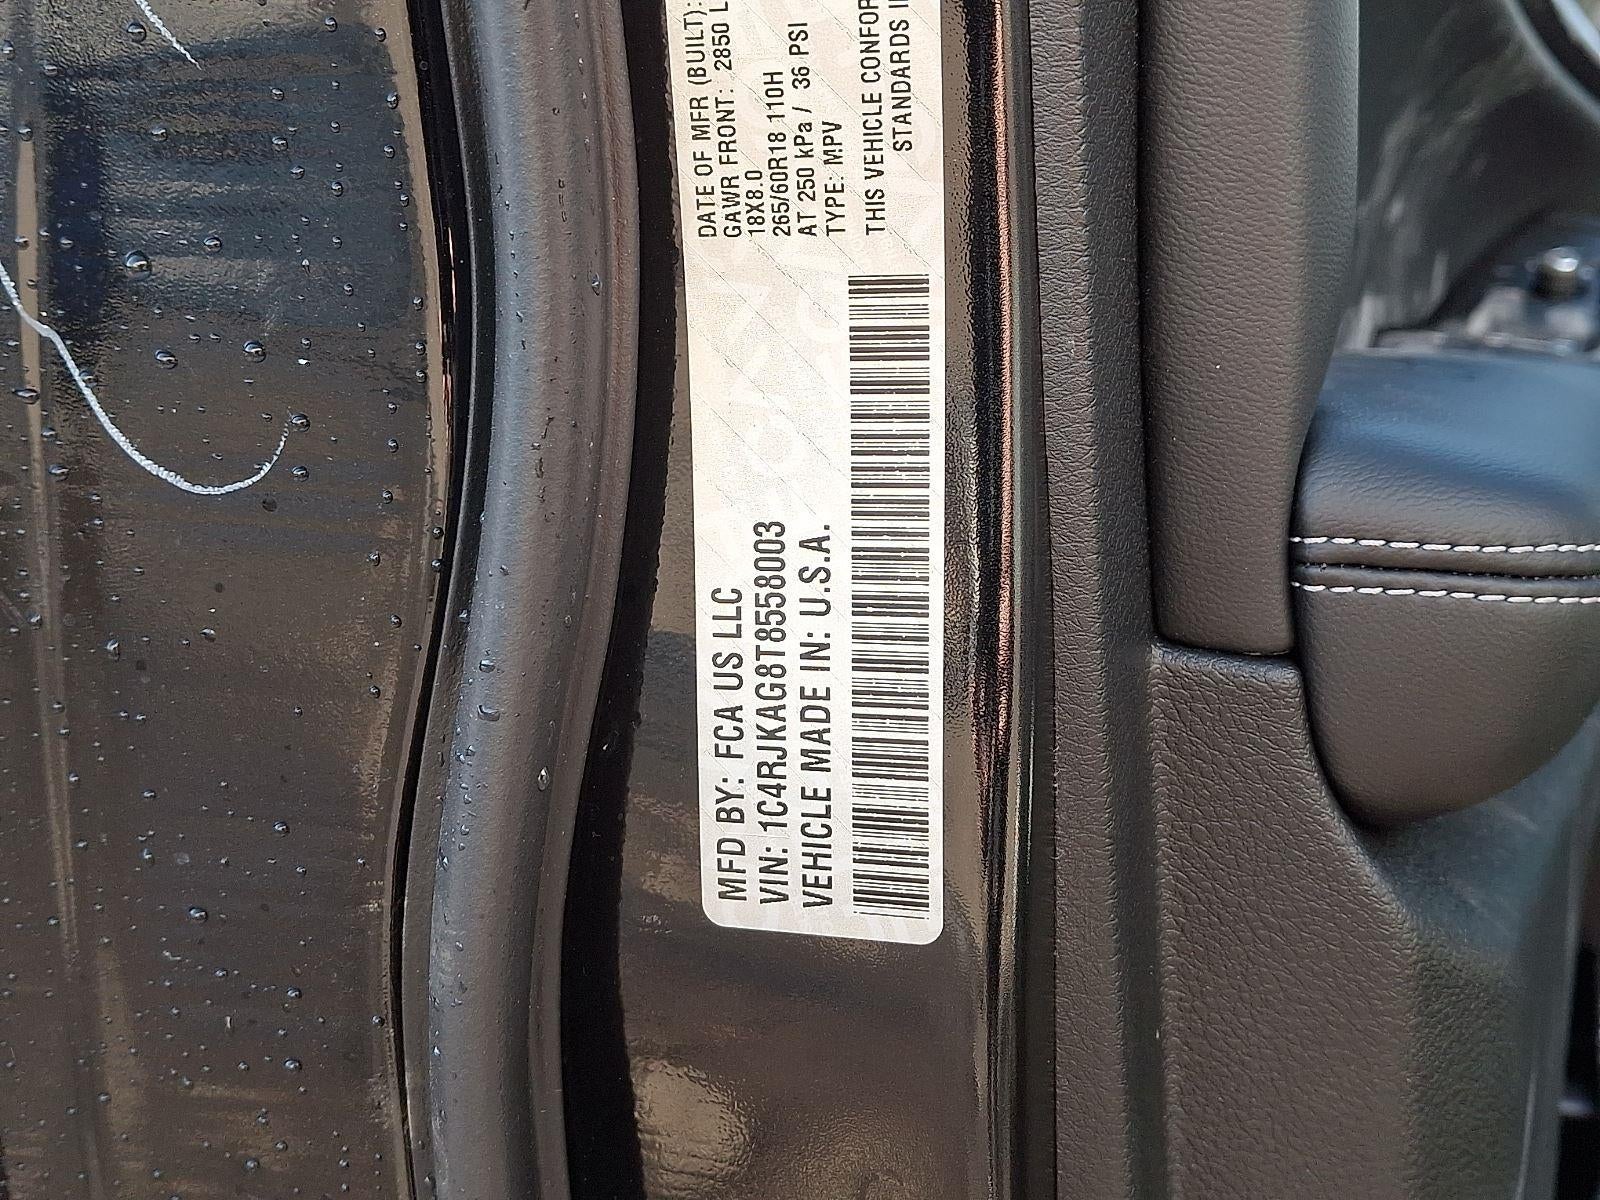 MFD BY: FCA US LLC
VIN: 1C4RJKAG8T8558003
VEHICLE MADE IN: U.S.A.
DATE OF MFR (BUILT):
GAWR FRONT: 2850 L
18X8.0
265/60R18 110H
AT 250 kPa / 36 PSI
TYPE: MPV
THIS VEHICLE CONFOR
STANDARDS I